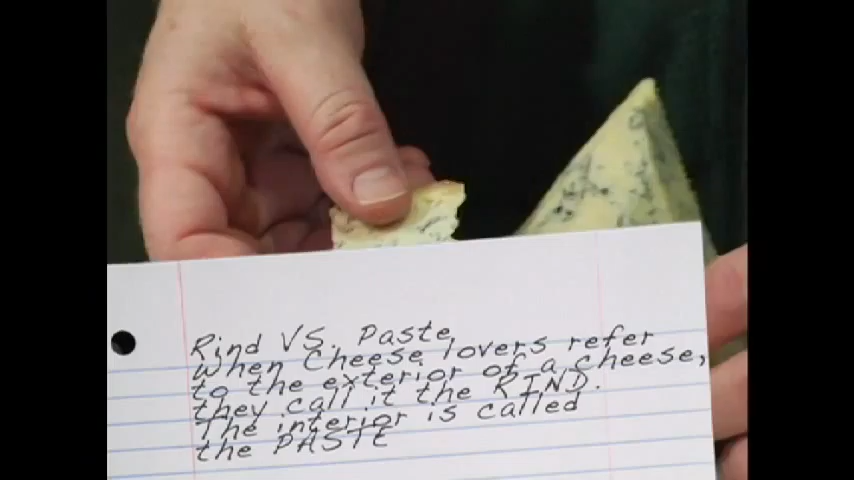 Rind VS. Paste
When Cheese lovers refer
to the exterior of a cheese,
they call it the RIND.
The interior is called
the PASTE